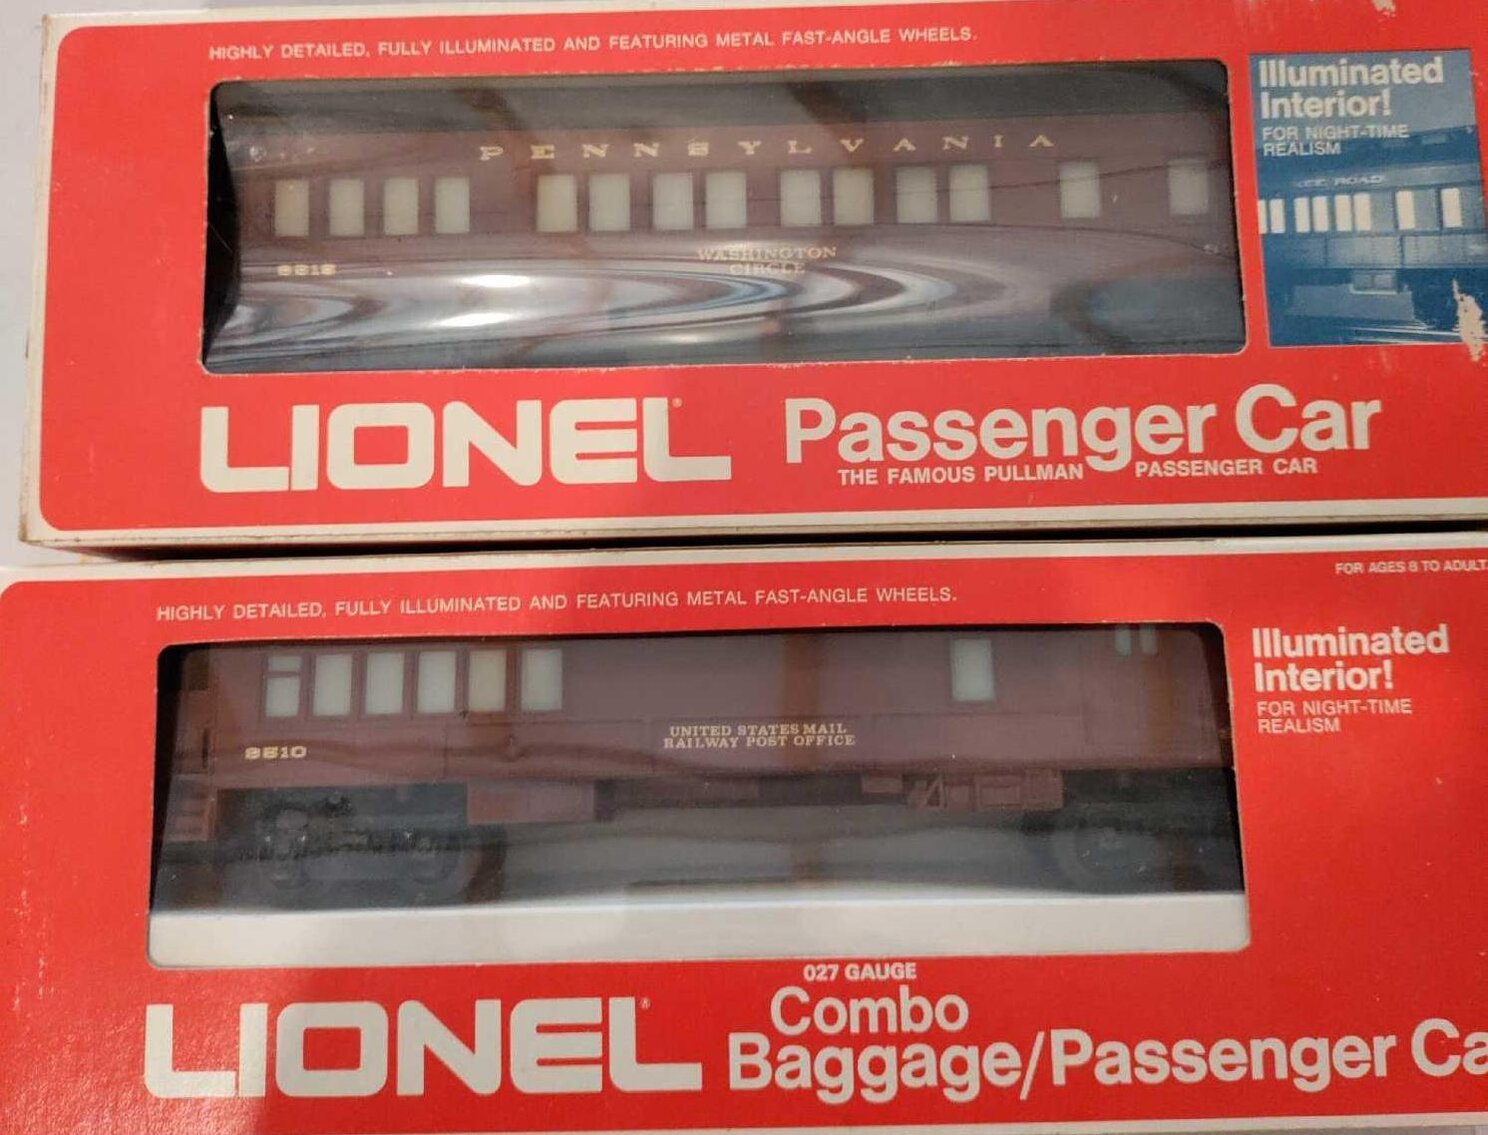 HIGHLY DETAILED, FULLY ILLUMINATED AND FEATURING METAL FAST-ANGLE WHEELS.
Illuminated
Interior!
FOR NIGHT-TIME
REALISM
PENNSYLVANIA
WASHINGTON
CIRCLE
ROAD
LIONEL®
Passenger Car
THE FAMOUS PULLMAN PASSENGER CAR
FOR AGES 8 TO ADULT
HIGHLY DETAILED, FULLY ILLUMINATED AND FEATURING METAL FAST-ANGLE WHEELS.
Illuminated
Interior!
FOR NIGHT-TIME
REALISM
UNITED STATES MAIL
RAILWAY POST OFFICE
LIONEL®
027 GAUGE
Combo
Baggage/Passenger Ca